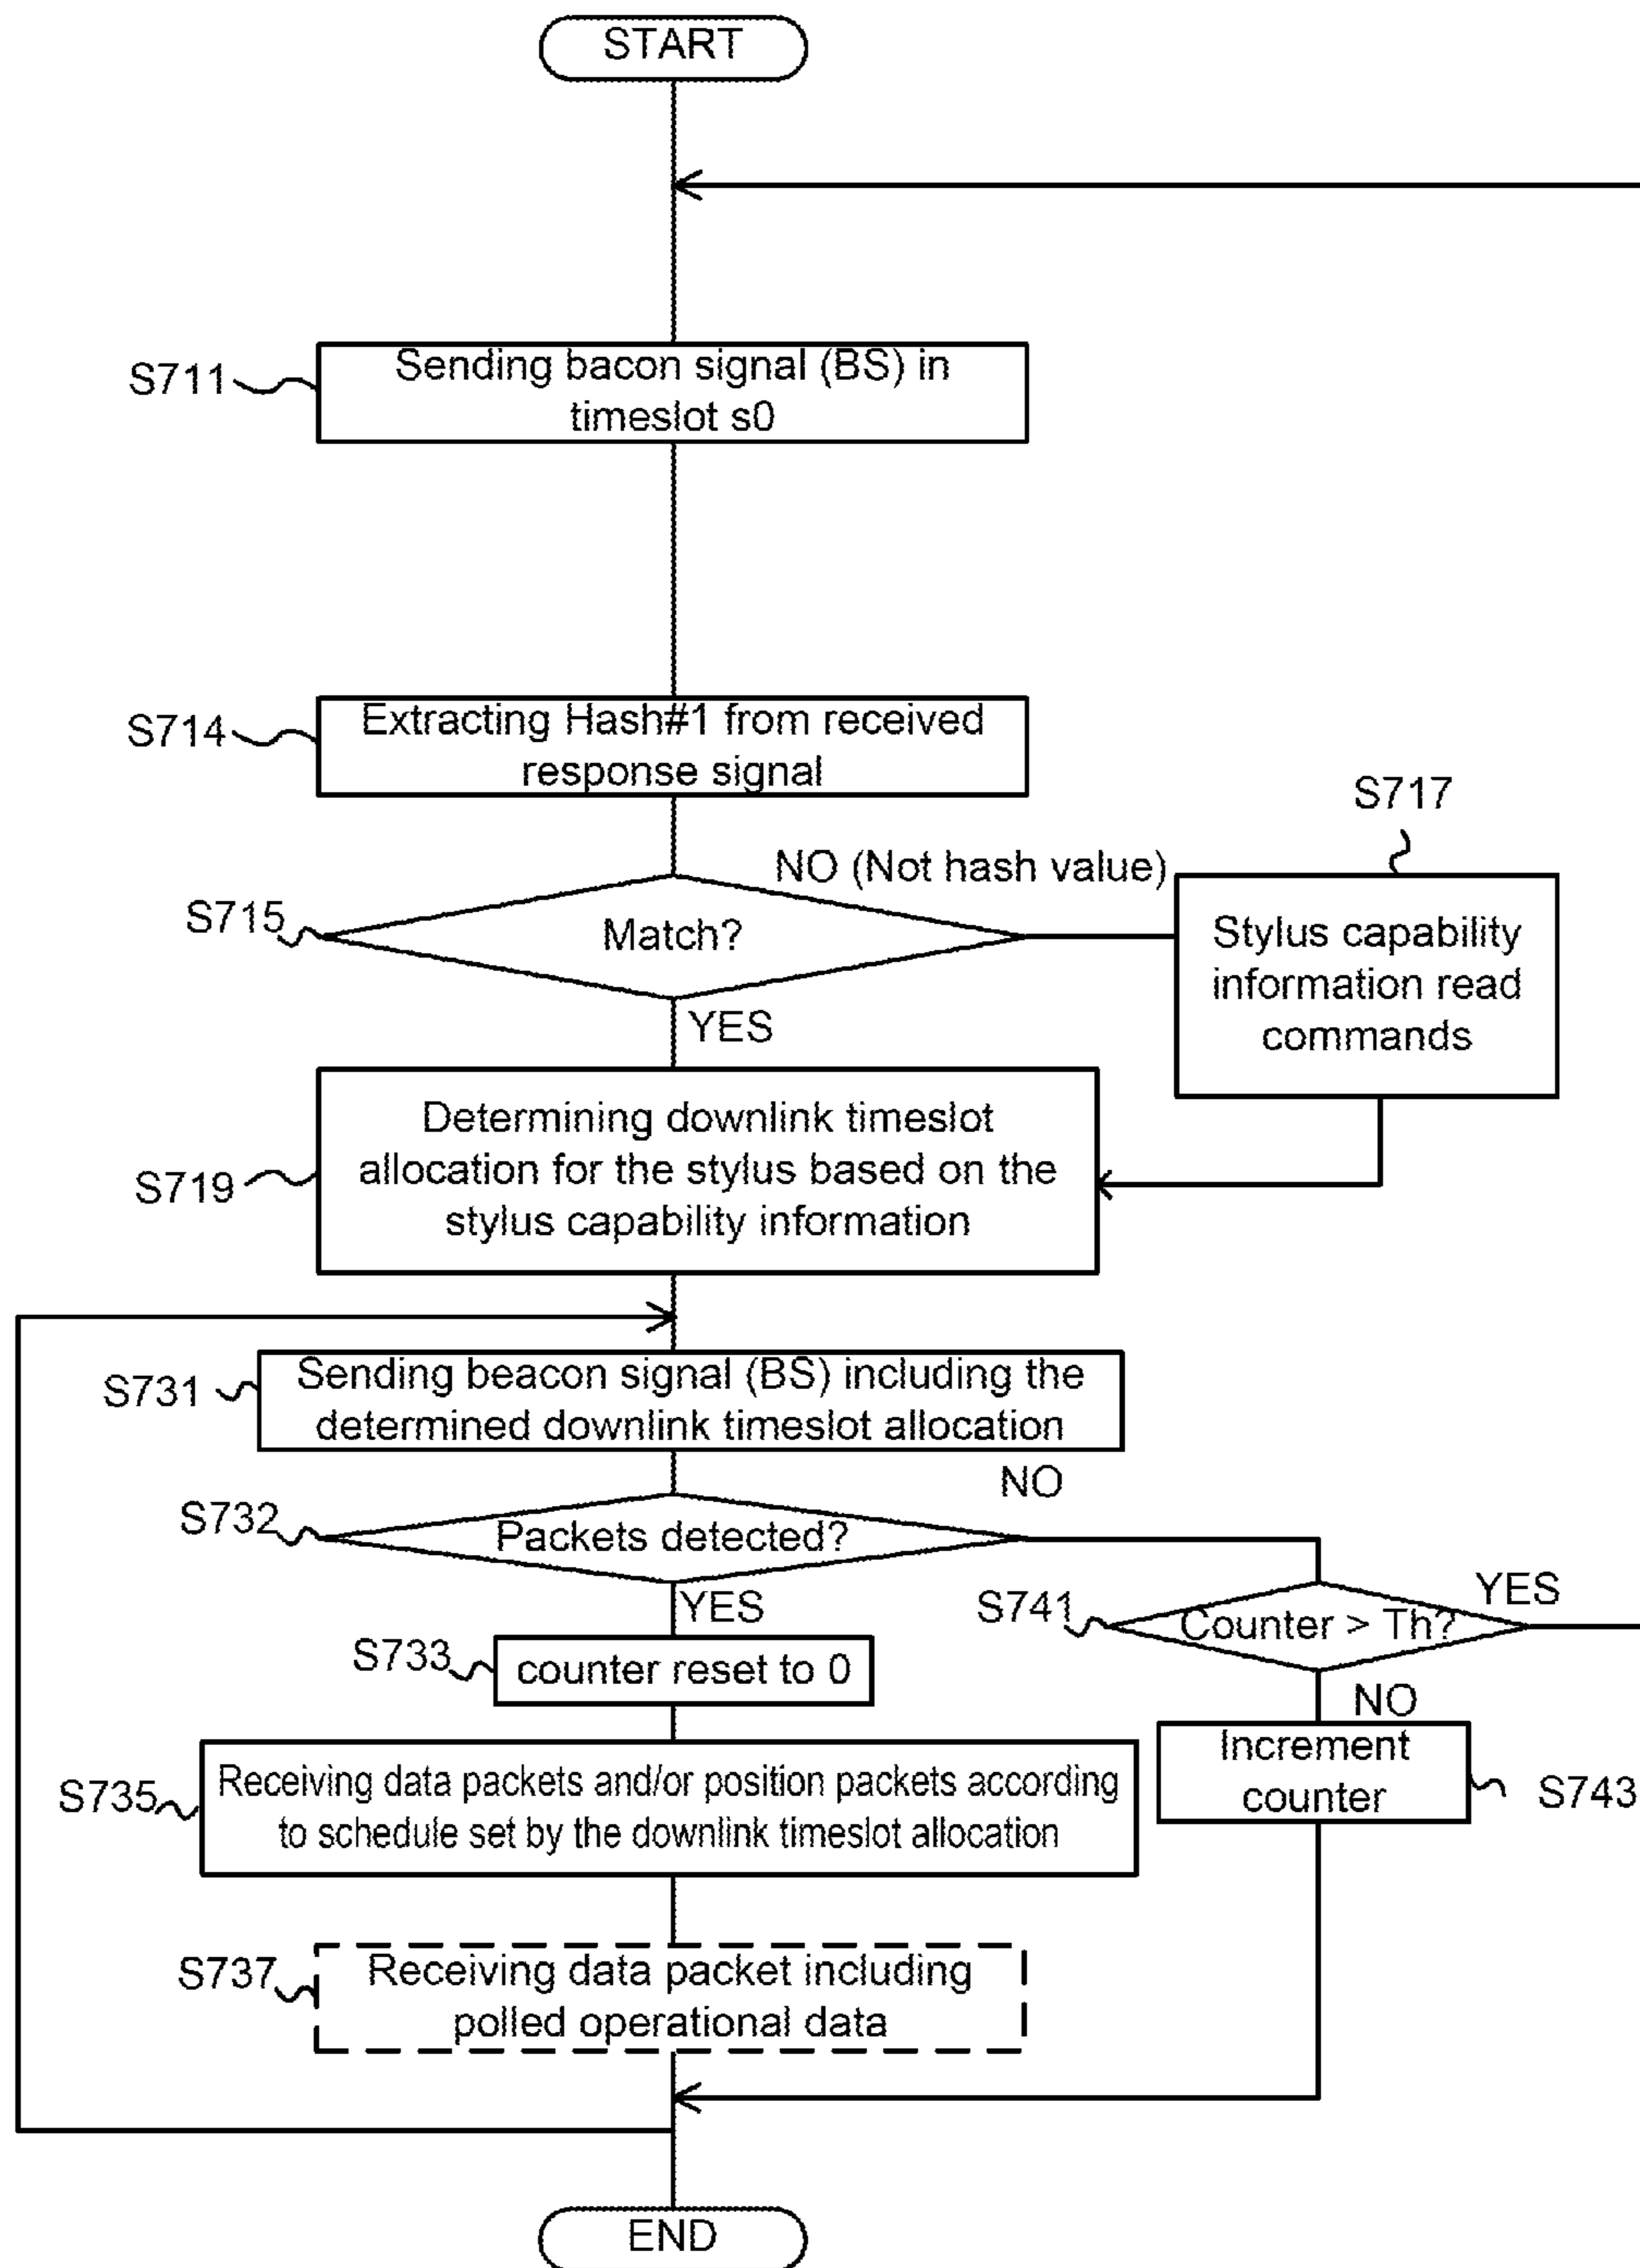 START
S711
Sending bacon signal (BS) in
timeslot s0
S714
Extracting Hash#1 from received
response signal
S717
NO (Not hash value)
S715
Match?
Stylus capability
information read
commands
YES
Determining downlink timeslot
allocation for the stylus based on the
stylus capability information
S719
S731
Sending beacon signal (BS) including the
determined downlink timeslot allocation
NO
S732
Packets detected?
YES
S741
Counter > Th?
YES
S733
counter reset to 0
NO
S735
Receiving data packets and/or position packets according
to schedule set by the downlink timeslot allocation
Increment
counter
S743
S737
Receiving data packet including
polled operational data
END